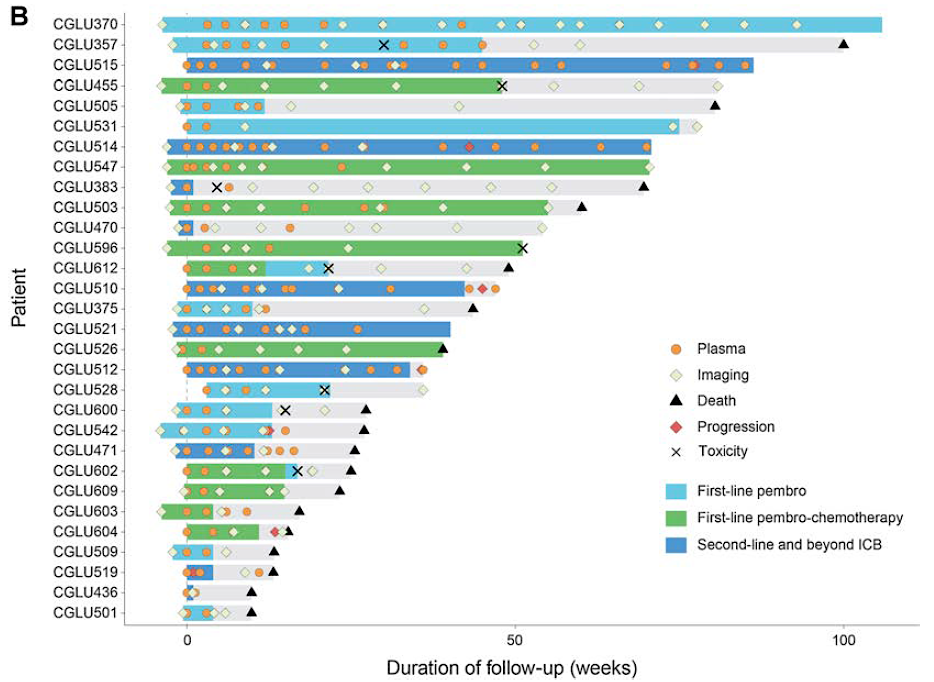 B
CGLU370
CGLU357
CGLU515
CGLU455
CGLU505
CGLU531
CGLU514
CGLU547
CGLU383
CGLU503
CGLU470
CGLU596
CGLU612
CGLU510
CGLU375
CGLU521
CGLU526
CGLU512
CGLU528
CGLU600
CGLU542
CGLU471
CGLU602
CGLU609
CGLU603
CGLU604
CGLU509
CGLU519
CGLU436
CGLU501
Patient
Plasma
Imaging
Death
Progression
Toxicity
First-line pembro
First-line pembro-chemotherapy
Second-line and beyond ICB
0
50
100
Duration of follow-up (weeks)